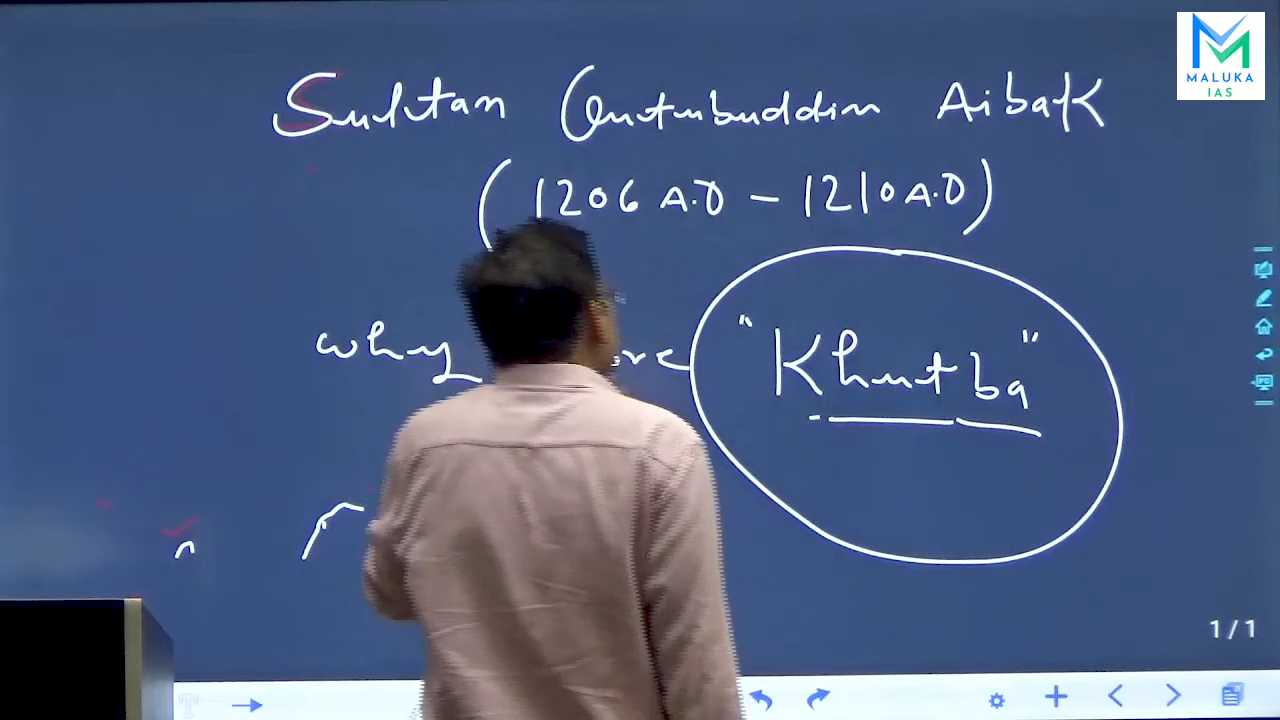 MALUKA
IAS
Sultan Qutubuddin Aibak
(1206 A.D - 1210 A.D)
why
"Khutba"
1/1